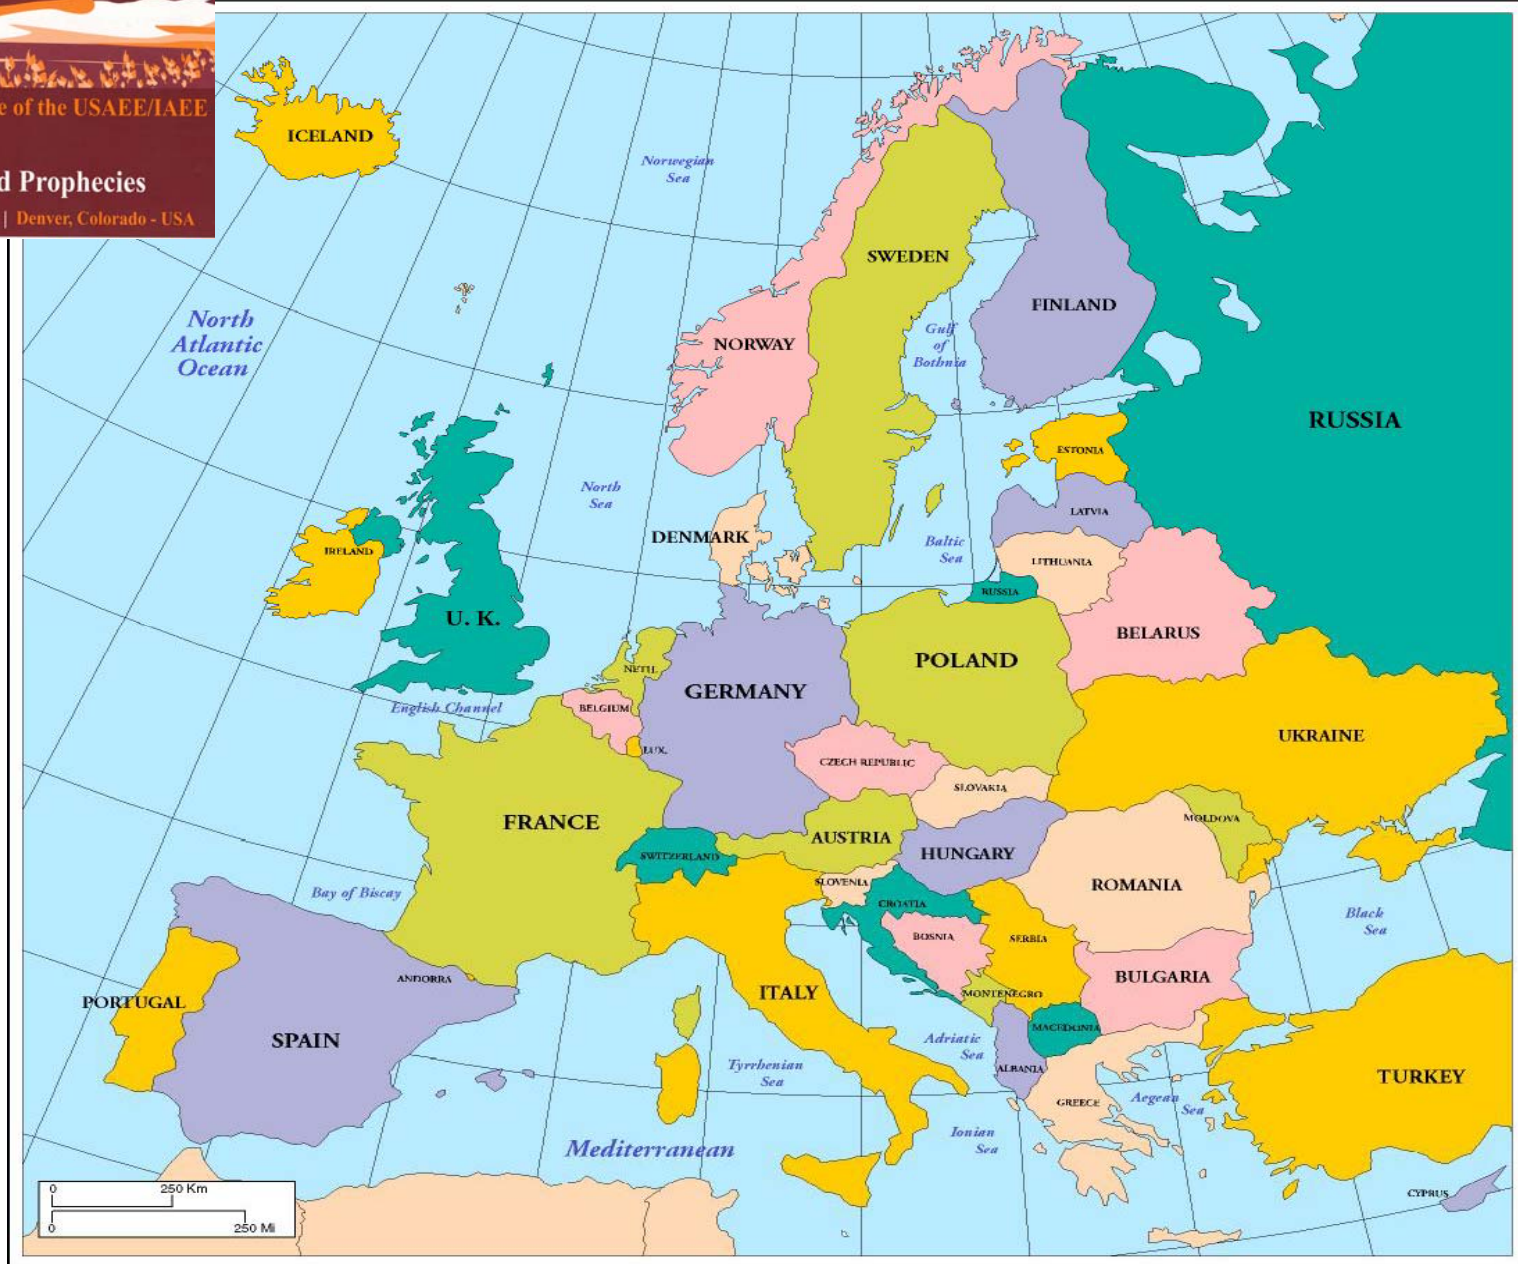 e of the USAEE/IAEE
d Prophecies
| Denver, Colorado - USA
ICELAND
Norwegian
Sea
SWEDEN
FINLAND
North
Atlantic
Ocean
NORWAY
Gulf
of
Bothnia
RUSSIA
ESTONIA
North
Sea
LATVIA
DENMARK
Baltic
Sea
IRELAND
LITHUANIA
RUSSIA
U. K.
BELARUS
POLAND
NETH.
GERMANY
English Channel
BELGIUM
UKRAINE
LUX.
CZECH REPUBLIC
SLOVAKIA
FRANCE
MOLDOVA
AUSTRIA
HUNGARY
SWITZERLAND
ROMANIA
SLOVENIA
Bay of Biscay
CROATIA
Black
Sea
BOSNIA
SERBIA
ANDORRA
BULGARIA
PORTUGAL
ITALY
MONTENEGRO
MACEDONIA
SPAIN
Adriatic
Sea
Tyrrhenian
Sea
ALBANIA
TURKEY
GREECE
Aegean
Sea
Ionian
Sea
Mediterranean
CYPRUS
0 250 Km
0 250 Mi